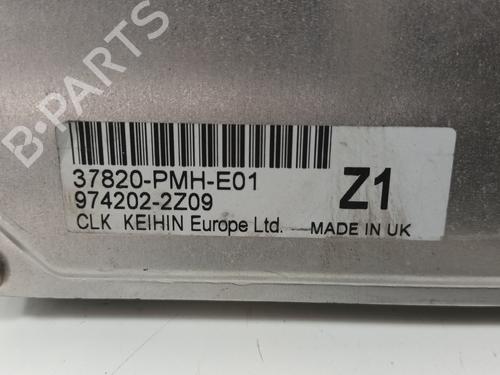 B-PARTS
37820-PMH-E01
974202-2Z09
Z1
CLK KEIHIN Europe Ltd. MADE IN UK